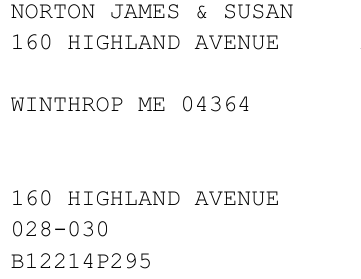 NORTON JAMES & SUSAN
160 HIGHLAND AVENUE
WINTHROP ME 04364
160 HIGHLAND AVENUE
028-030
B12214P295